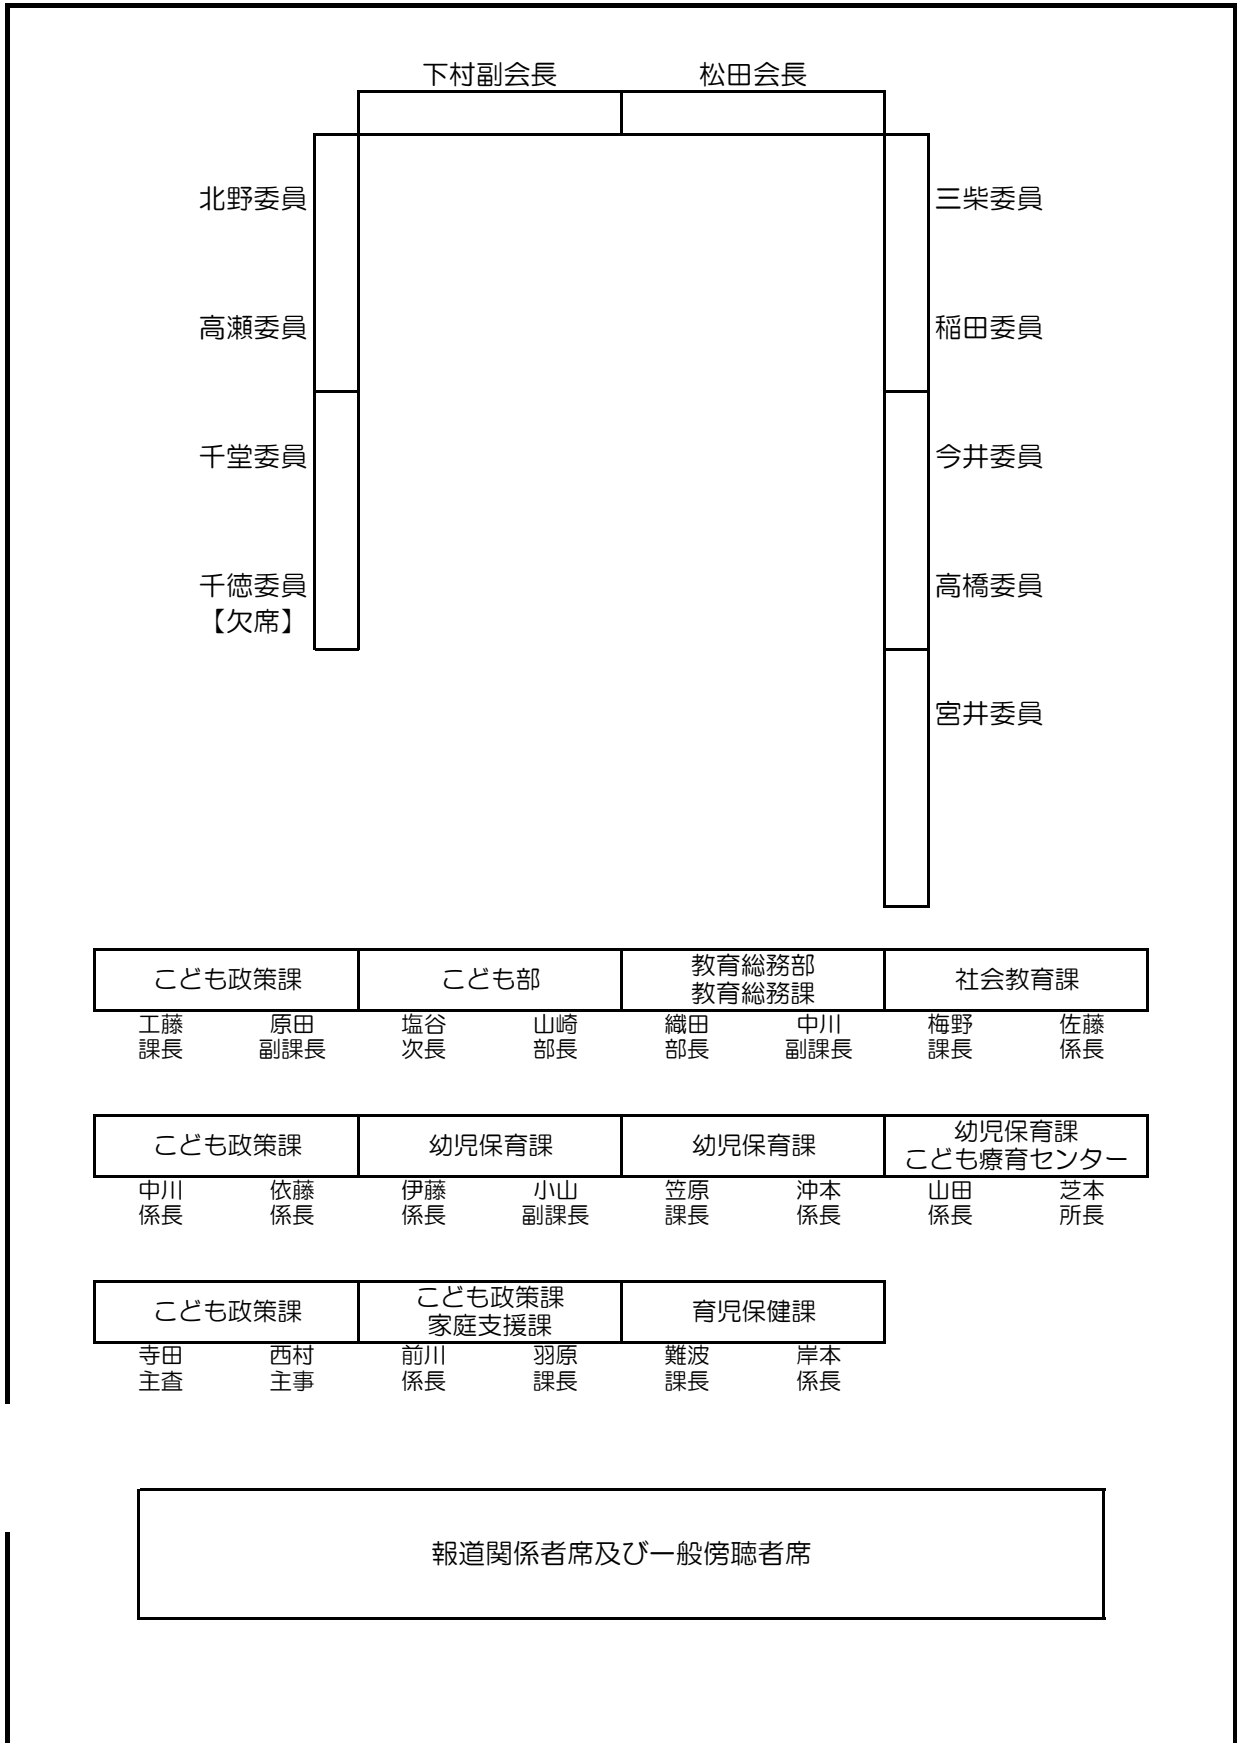 下村副会長
松田会長
北野委員
三柴委員
高瀬委員
稲田委員
千堂委員
今井委員
千徳委員
【欠席】
高橋委員
宮井委員
こども政策課
こども部
教育総務部
教育総務課
社会教育課
工藤
課長
原田
副課長
塩谷
次長
山崎
部長
織田
部長
中川
副課長
梅野
課長
佐藤
係長
こども政策課
幼児保育課
幼児保育課
幼児保育課
こども療育センター
中川
係長
依藤
係長
伊藤
係長
小山
副課長
笠原
課長
沖本
係長
山田
係長
芝本
所長
こども政策課
こども政策課
家庭支援課
育児保健課
寺田
主査
西村
主事
前川
係長
羽原
課長
難波
課長
岸本
係長
報道関係者席及び一般傍聴者席